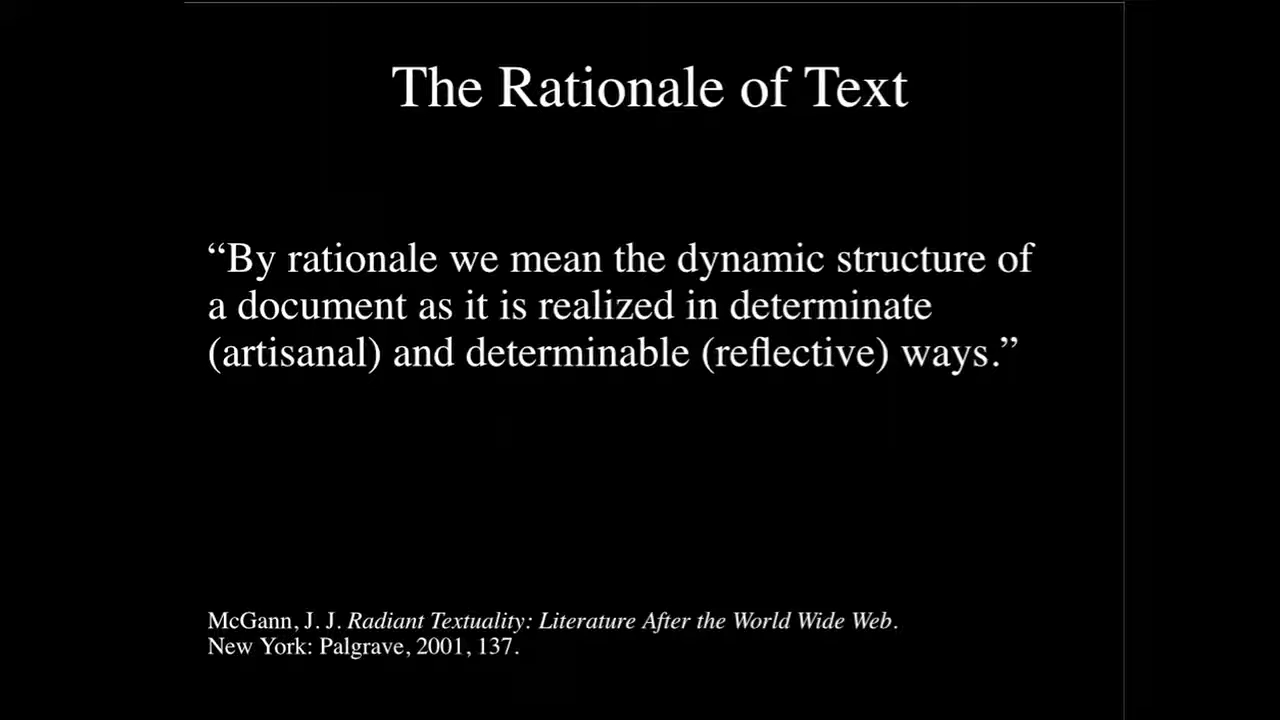 The Rationale of Text
“By rationale we mean the dynamic structure of
a document as it is realized in determinate
(artisanal) and determinable (reflective) ways.”
McGann, J. J. Radiant Textuality: Literature After the World Wide Web.
New York: Palgrave, 2001, 137.